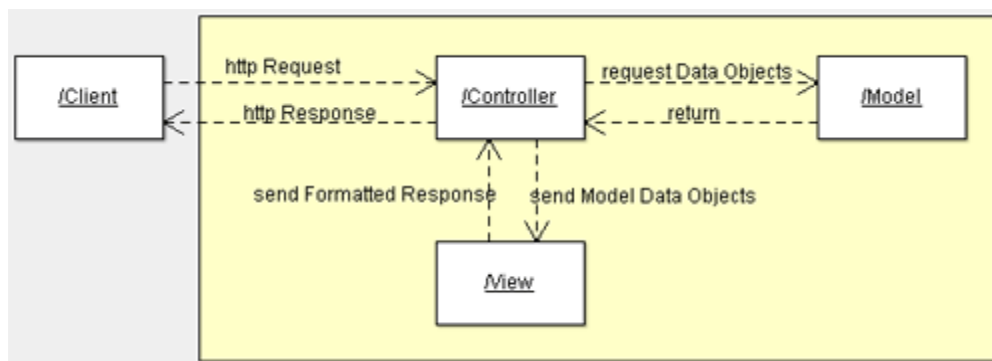 http Request
request Data Objects
/Client
/Controller
/Model
http Response
return
send Formatted Response
send Model Data Objects
/View